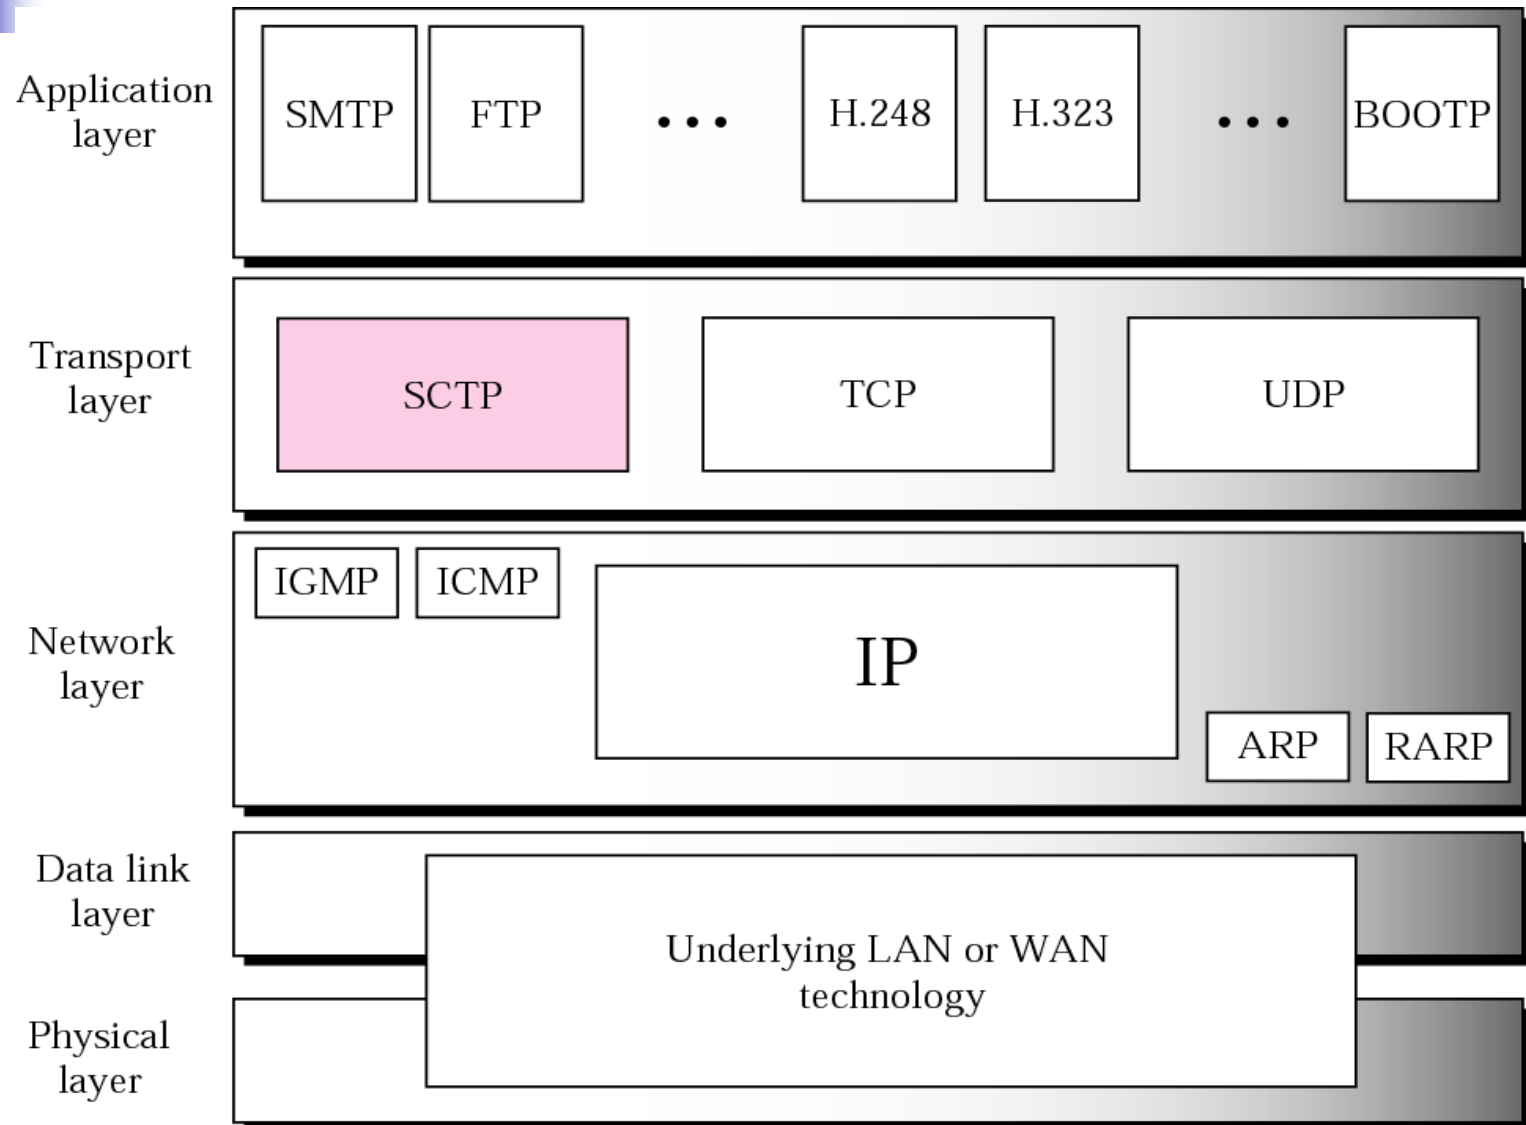 Application
layer
SMTP
FTP
...
H.248
H.323
...
BOOTP
Transport
layer
SCTP
TCP
UDP
Network
layer
IGMP
ICMP
IP
ARP
RARP
Data link
layer
Underlying LAN or WAN
technology
Physical
layer